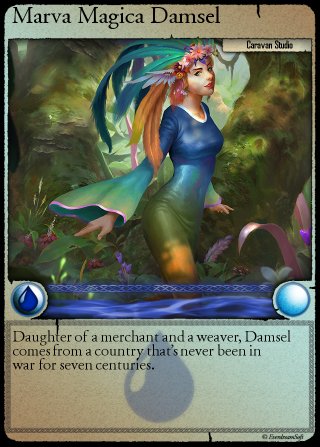 Marva Magica Damsel
Caravan Studio
Daughter of a merchant and a weaver, Damsel
comes from a country that's never been in
war for seven centuries.
© EverdreamSoft